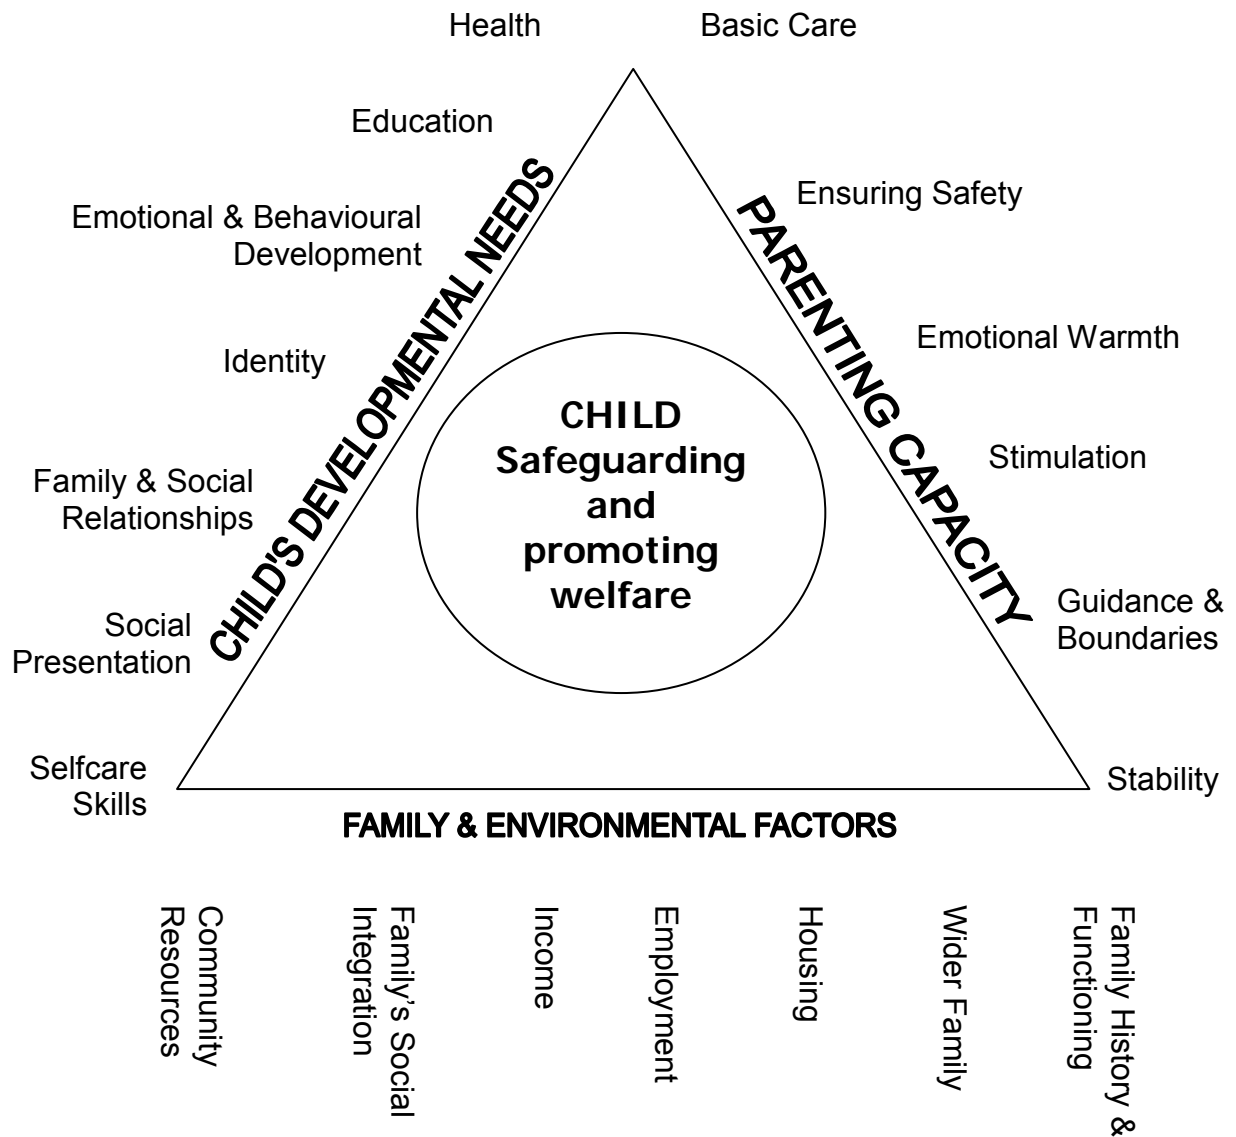 Health
Basic Care
Education
Ensuring Safety
Emotional & Behavioural
Development
Emotional Warmth
Identity
Stimulation
Family & Social
Relationships
Guidance &
Boundaries
Social
Presentation
Selfcare
Skills
Stability
CHILD'S DEVELOPMENTAL NEEDS
PARENTING CAPACITY
CHILD
Safeguarding
and
promoting
welfare
FAMILY & ENVIRONMENTAL FACTORS
Community
Resources
Family’s Social
Integration
Income
Employment
Housing
Wider Family
Family History &
Functioning